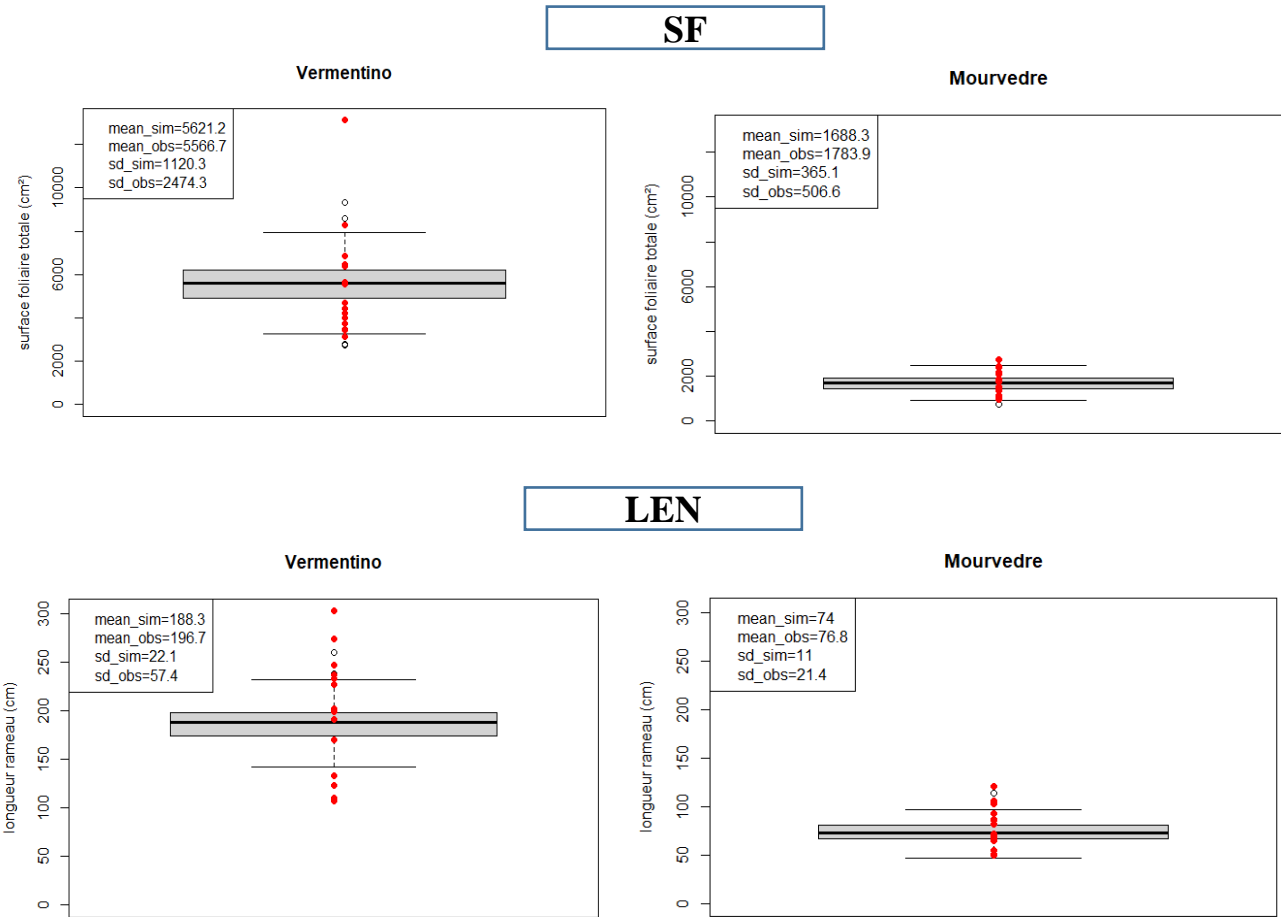 SF
Vermentino
mean_sim=5621.2
mean_obs=5566.7
sd_sim=1120.3
sd_obs=2474.3
surface foliaire totale (cm²)
10000
6000
2000
0
Mourvedre
mean_sim=1688.3
mean_obs=1783.9
sd_sim=365.1
sd_obs=506.6
surface foliaire totale (cm²)
10000
6000
2000
0
LEN
Vermentino
mean_sim=188.3
mean_obs=196.7
sd_sim=22.1
sd_obs=57.4
longueur rameau (cm)
300
250
200
150
100
50
0
Mourvedre
mean_sim=74
mean_obs=76.8
sd_sim=11
sd_obs=21.4
longueur rameau (cm)
300
250
200
150
100
50
0